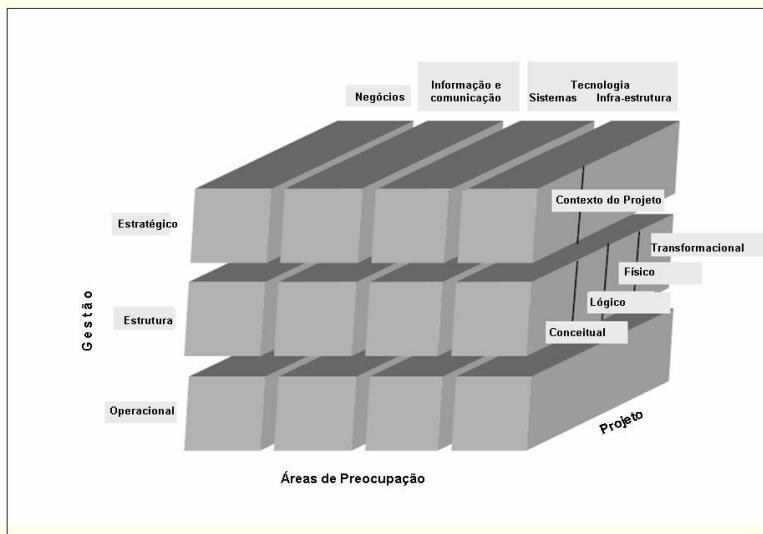 Negócios
Informação e
comunicação
Tecnologia
Sistemas Infra-estrutura
Estratégico
Contexto do Projeto
Transformacional
Físico
Lógico
Conceitual
Estrutura
Gestão
Operacional
Projeto
Áreas de Preocupação